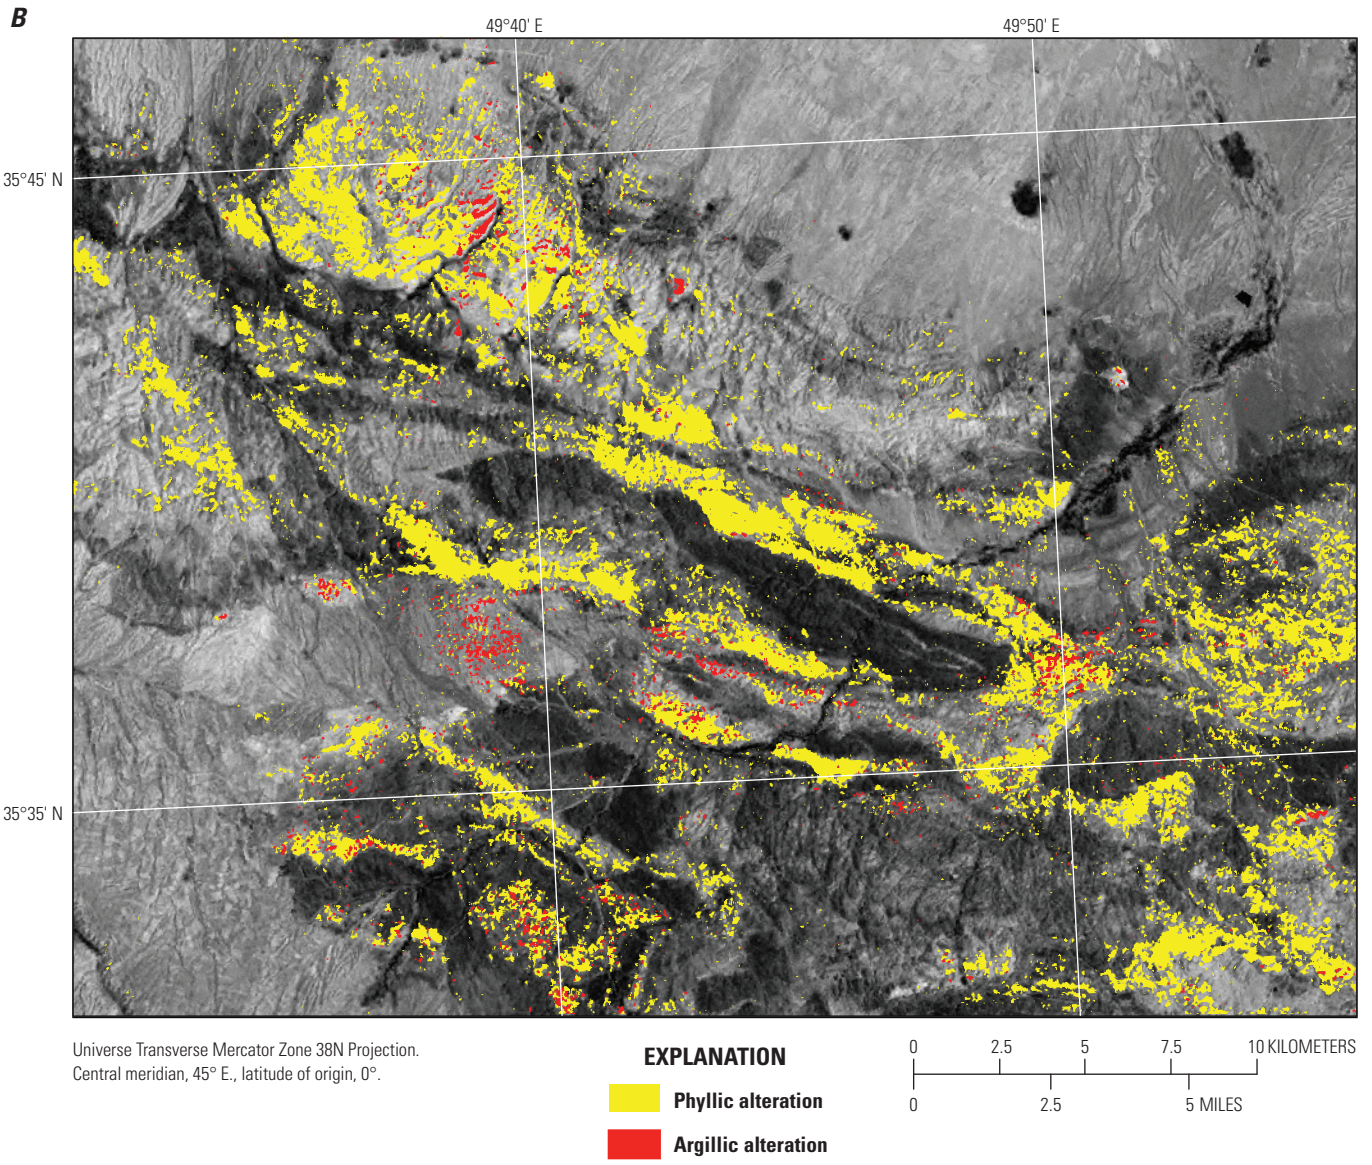 B
49°40' E
49°50' E
35°45' N
35°35' N
Universe Transverse Mercator Zone 38N Projection.
Central meridian, 45° E., latitude of origin, 0°.
EXPLANATION
Phyllic alteration
Argillic alteration
0 2.5 5 7.5 10 KILOMETERS
0 2.5 5 MILES